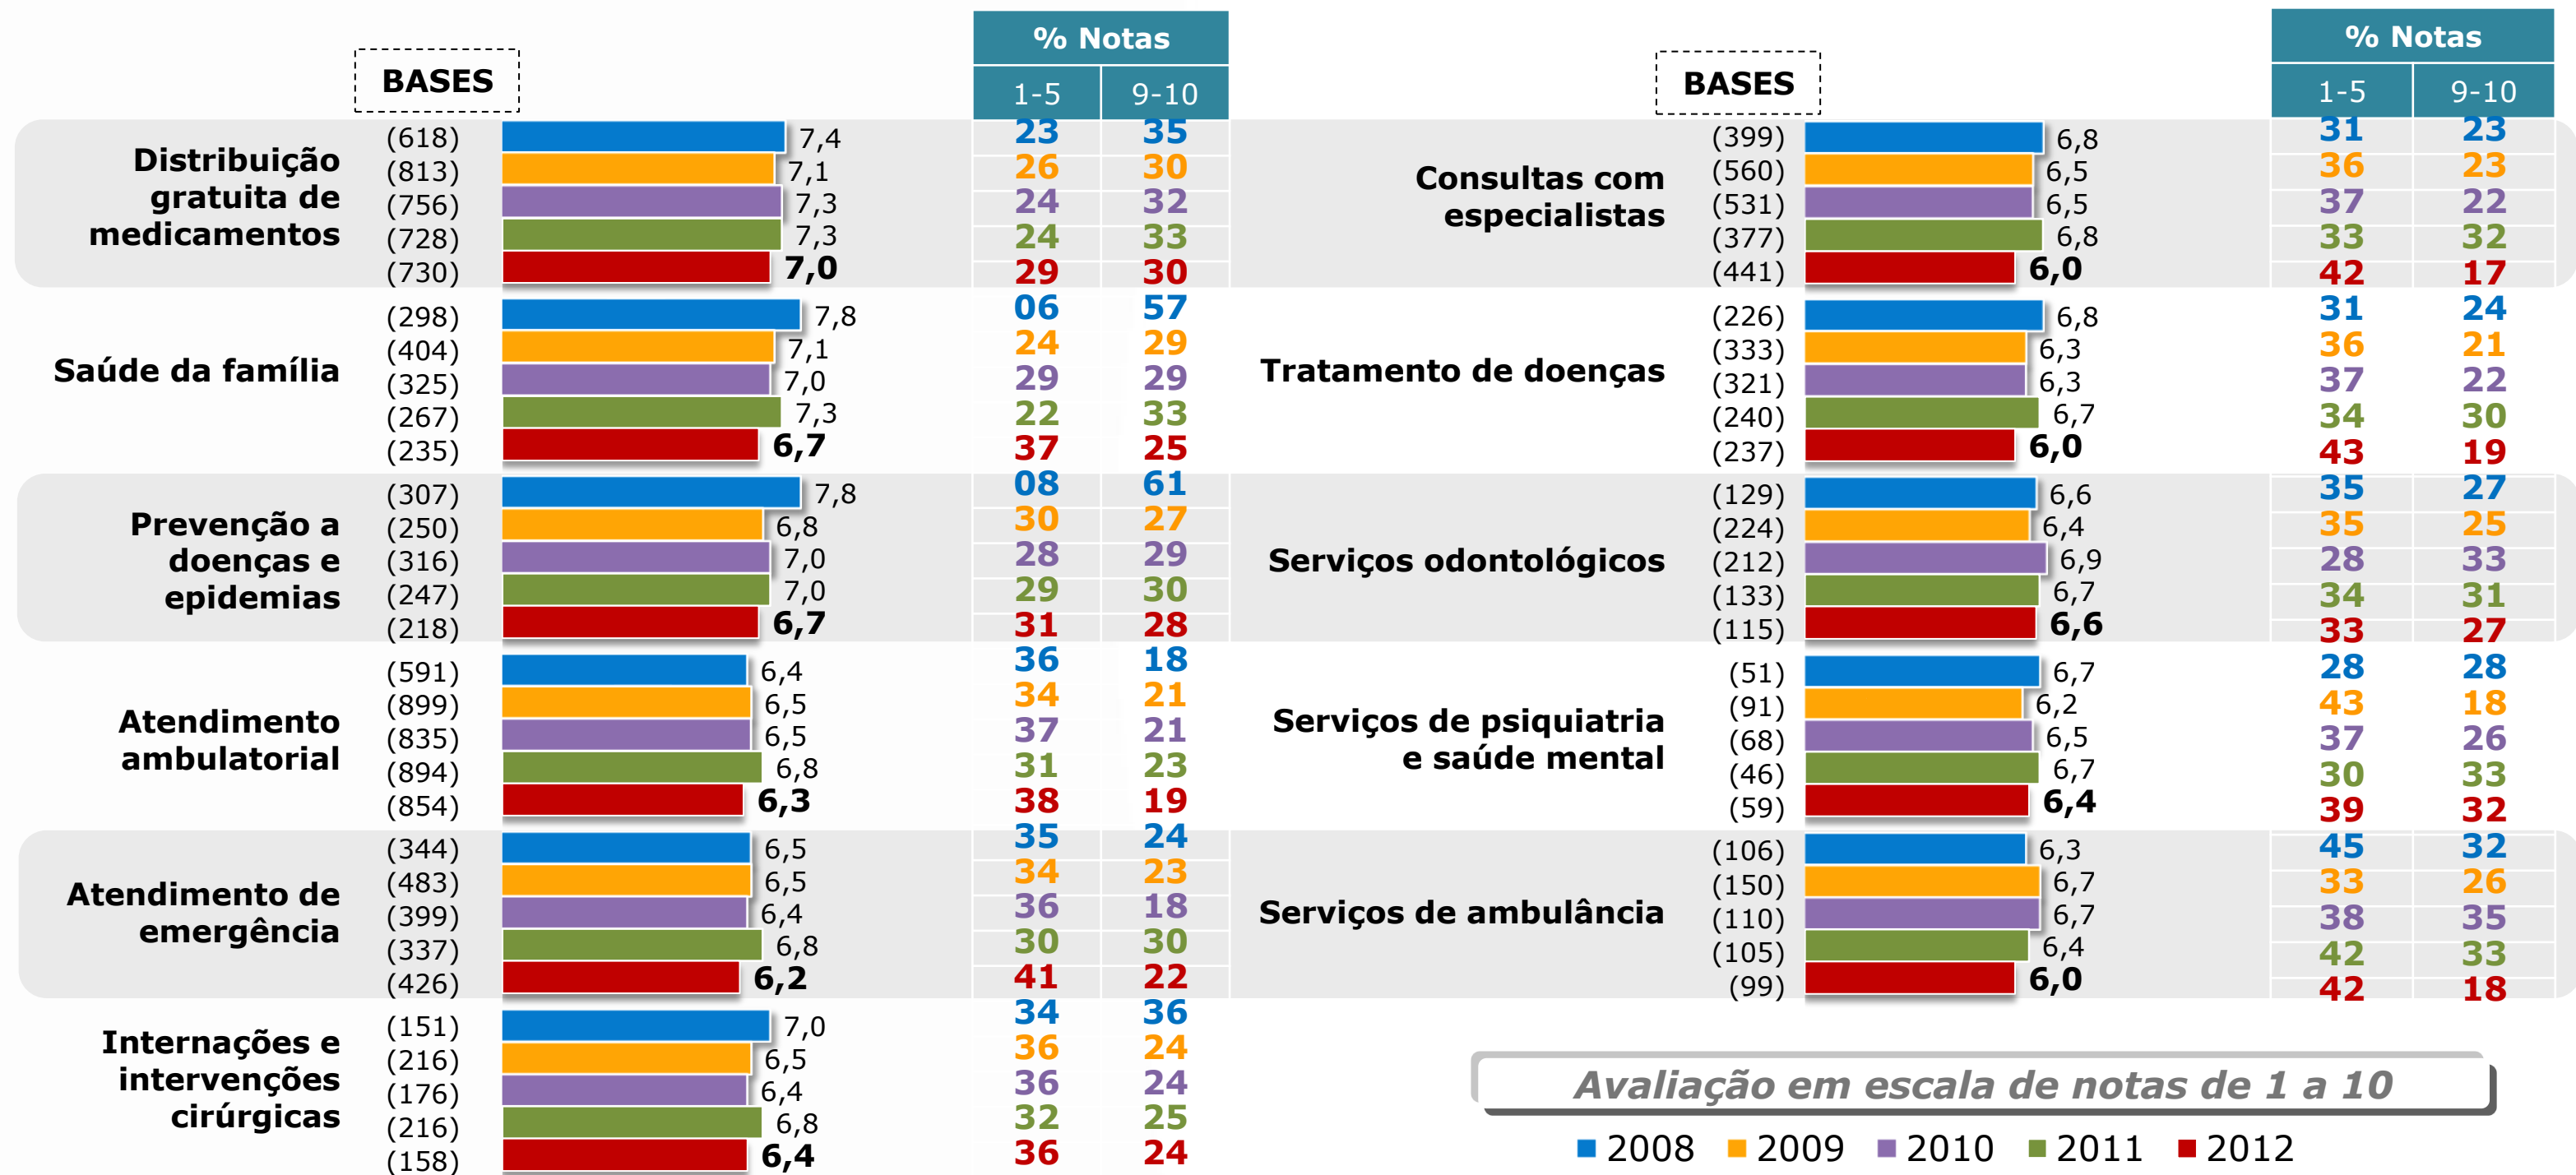 BASES
% Notas
1-5 9-10
Distribuição
gratuita de
medicamentos
(618) 7,4 23 35
(813) 7,1 26 30
(756) 7,3 24 32
(728) 7,3 24 33
(730) 7,0 29 30
Saúde da família
(298) 7,8 06 57
(404) 7,1 24 29
(325) 7,0 29 29
(267) 7,3 22 33
(235) 6,7 37 25
Prevenção a
doenças e
epidemias
(307) 7,8 08 61
(250) 6,8 30 27
(316) 7,0 28 29
(247) 7,0 29 30
(218) 6,7 31 28
Atendimento
ambulatorial
(591) 6,4 36 18
(899) 6,5 34 21
(835) 6,5 37 21
(894) 6,8 31 23
(854) 6,3 38 19
Atendimento de
emergência
(344) 6,5 35 24
(483) 6,5 34 23
(399) 6,4 36 18
(337) 6,8 30 30
(426) 6,2 41 22
Internações e
intervenções
cirúrgicas
(151) 7,0 34 36
(216) 6,5 36 24
(176) 6,4 36 24
(216) 6,8 32 25
(158) 6,4 36 24
BASES
% Notas
1-5 9-10
Consultas com
especialistas
(399) 6,8 31 23
(560) 6,5 36 23
(531) 6,5 37 22
(377) 6,8 33 32
(441) 6,0 42 17
Tratamento de doenças
(226) 6,8 31 24
(333) 6,3 36 21
(321) 6,3 37 22
(240) 6,7 34 30
(237) 6,0 43 19
Serviços odontológicos
(129) 6,6 35 27
(224) 6,4 35 25
(212) 6,9 28 33
(133) 6,7 34 31
(115) 6,6 33 27
Serviços de psiquiatria
e saúde mental
(51) 6,7 28 28
(91) 6,2 43 18
(68) 6,5 37 26
(46) 6,7 30 33
(59) 6,4 39 32
Serviços de ambulância
(106) 6,3 45 32
(150) 6,7 33 26
(110) 6,7 38 35
(105) 6,4 42 33
(99) 6,0 42 18
Avaliação em escala de notas de 1 a 10
2008 2009 2010 2011 2012